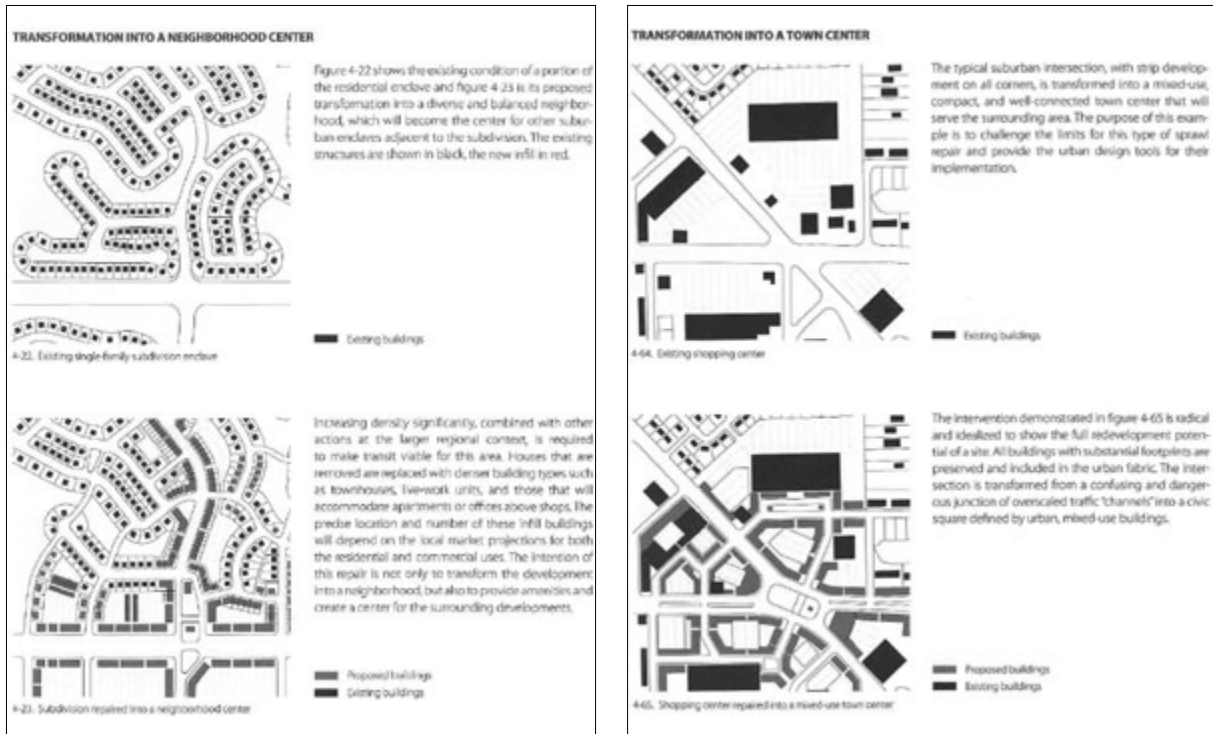 TRANSFORMATION INTO A NEIGHBORHOOD CENTER
Figure 4-22 shows the existing condition of a portion of
the residential enclave and figure 4-23 is its proposed
transformation into a diverse and balanced neighbor-
hood, which will become the center for other subur-
ban enclaves adjacent to the subdivision. The existing
structures are shown in black, the new infill in red.
Existing buildings
4-22. Existing single-family subdivision enclave
Increasing density significantly, combined with other
actions at the larger regional context, is required
to make transit viable for this area. Houses that are
removed are replaced with denser building types such
as townhouses, live-work units, and those that will
accommodate apartments or offices above shops. The
precise location and number of these infill buildings
will depend on the local market projections for both
the residential and commercial uses. The intention of
this repair is not only to transform the development
into a neighborhood, but also to provide amenities and
create a center for the surrounding developments.
Proposed buildings
Existing buildings
4-23. Subdivision repaired into a neighborhood center
TRANSFORMATION INTO A TOWN CENTER
The typical suburban intersection, with strip develop-
ment on all corners, is transformed into a mixed-use,
compact, and well-connected town center that will
serve the surrounding area. The purpose of this exam-
ple is to challenge the limits for this type of sprawl
repair and provide the urban design tools for their
implementation.
Existing buildings
4-64. Existing shopping center
The intervention demonstrated in figure 4-65 is radical
and idealized to show the full redevelopment poten-
tial of a site. All buildings with substantial footprints are
preserved and included in the urban fabric. The inter-
section is transformed from a confusing and danger-
ous junction of overscaled traffic "channels" into a civic
square defined by urban, mixed-use buildings.
Proposed buildings
Existing buildings
4-65. Shopping center repaired into a mixed-use town center